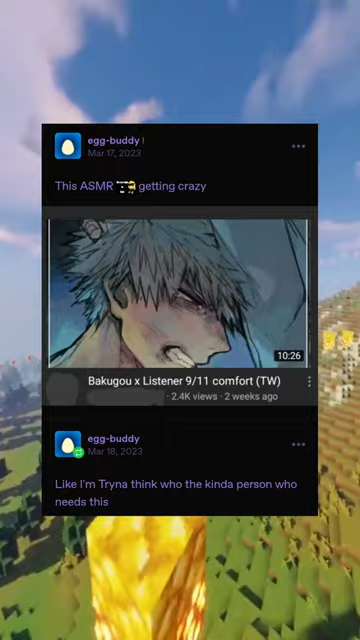 egg-buddy
Mar 17, 2023
This ASMR getting crazy
10:26
Bakugou x Listener 9/11 comfort (TW)
· 2.4K views · 2 weeks ago
egg-buddy
Mar 18, 2023
Like I'm Tryna think who the kinda person who
needs this